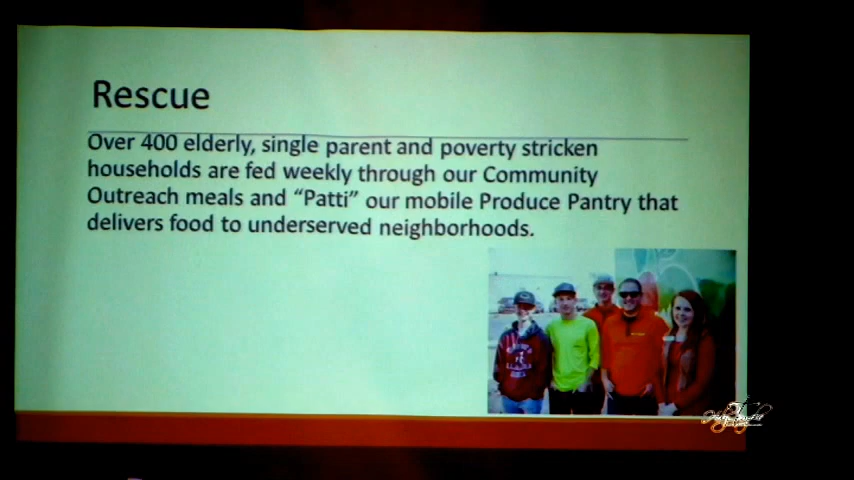 Rescue
Over 400 elderly, single parent and poverty stricken
households are fed weekly through our Community
Outreach meals and “Patti” our mobile Produce Pantry that
delivers food to underserved neighborhoods.